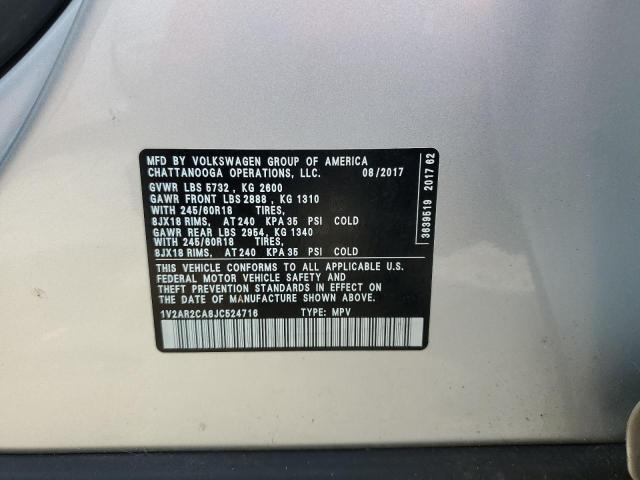 MFD BY VOLKSWAGEN GROUP OF AMERICA
CHATTANOOGA OPERATIONS, LLC. 08/2017
GVWR LBS 5732 , KG 2600
GAWR FRONT LBS 2888 , KG 1310
WITH 245/60R18 TIRES,
8JX18 RIMS, AT 240 KPA 35 PSI COLD
GAWR REAR LBS 2954, KG 1340
WITH 245/60R18 TIRES,
8JX18 RIMS, AT 240 KPA 35 PSI COLD
THIS VEHICLE CONFORMS TO ALL APPLICABLE U.S.
FEDERAL MOTOR VEHICLE SAFETY AND
THEFT PREVENTION STANDARDS IN EFFECT ON
THE DATE OF MANUFACTURE SHOWN ABOVE.
1V2AR2CA8JC524716 TYPE: MPV
3639519 2017 62